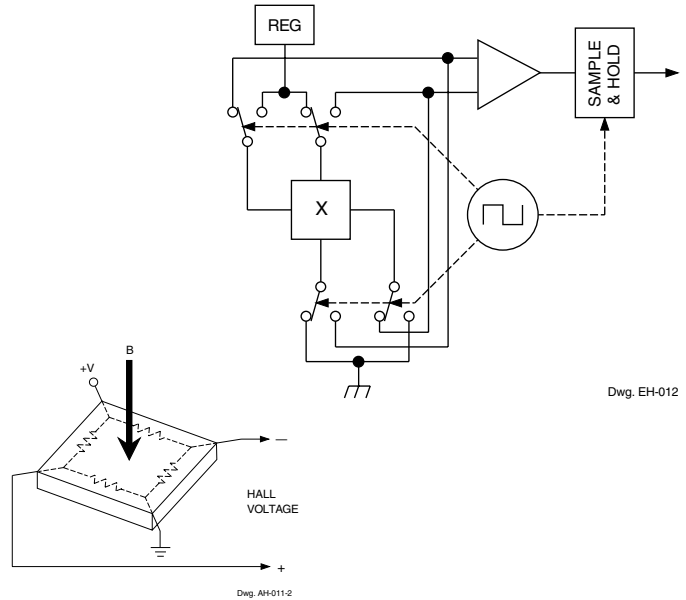 REG
SAMPLE
& HOLD
X
Dwg. EH-012
B
+V
—
HALL
VOLTAGE
+
Dwg. AH-011-2